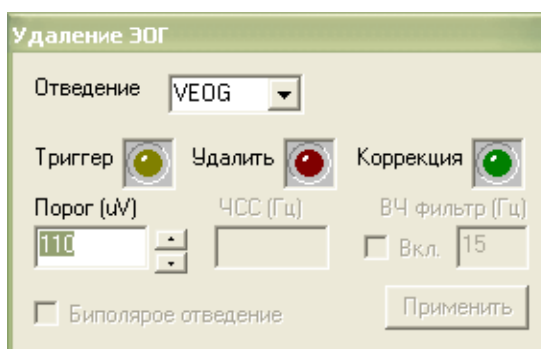 Удаление ЭОГ
Отведение VEOG
Триггер Удалить Коррекция
Порог (uV) ЧСС (Гц) ВЧ фильтр (Гц)
110 Вкл. 15
Биполярое отведение Применить